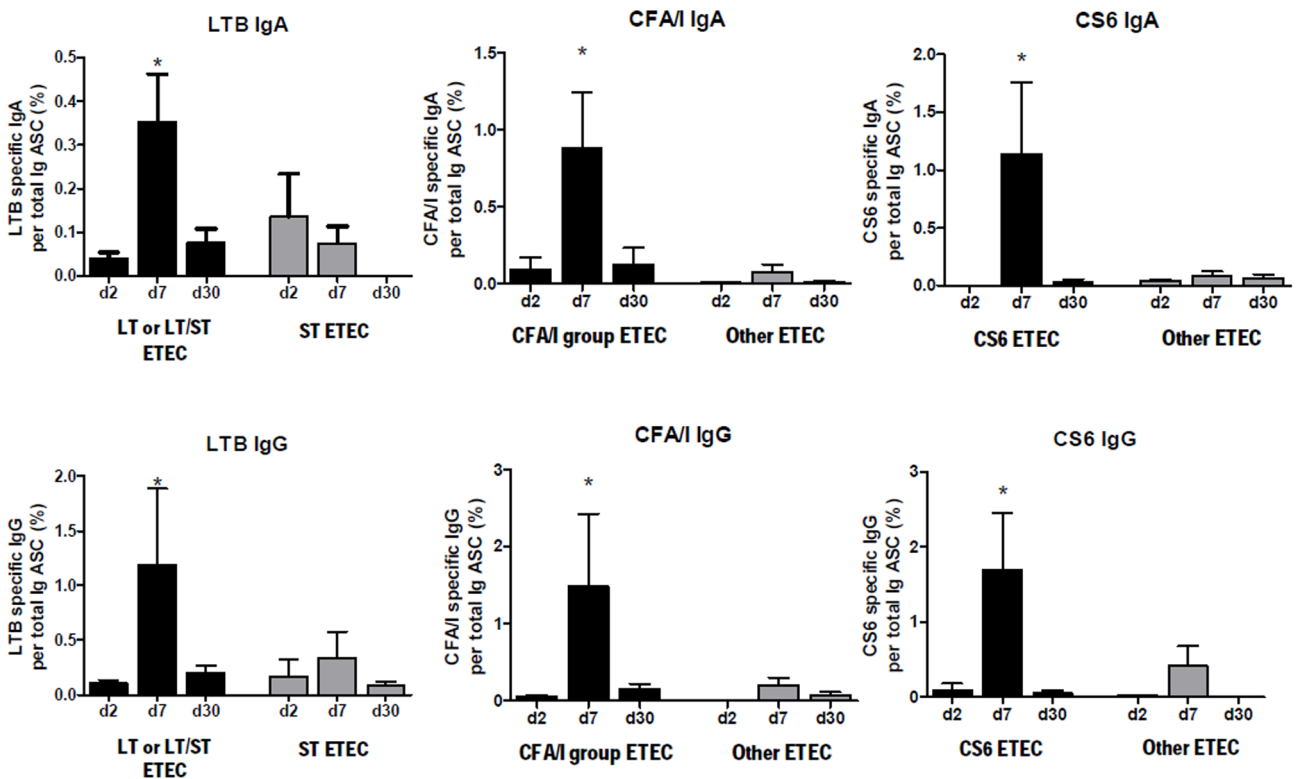 LTB IgA
LTB specific IgA
per total Ig ASC (%)
0.5
0.4
0.3
0.2
0.1
0.0
*
d2 d7 d30 d2 d7 d30
LT or LT/ST
ETEC
ST ETEC
CFA/I IgA
CFA/I specific IgA
per total Ig ASC (%)
1.5
1.0
0.5
0.0
*
d2 d7 d30 d2 d7 d30
CFA/I group ETEC Other ETEC
CS6 IgA
CS6 specific IgA
per total Ig ASC (%)
2.0
1.5
1.0
0.5
0.0
*
d2 d7 d30 d2 d7 d30
CS6 ETEC Other ETEC
LTB IgG
LTB specific IgG
per total Ig ASC (%)
2.0
1.5
1.0
0.5
0.0
*
d2 d7 d30 d2 d7 d30
LT or LT/ST
ETEC
ST ETEC
CFA/I IgG
CFA/I specific IgG
per total Ig ASC (%)
3
2
1
0
*
d2 d7 d30 d2 d7 d30
CFA/I group ETEC Other ETEC
CS6 IgG
CS6 specific IgG
per total Ig ASC (%)
3
2
1
0
*
d2 d7 d30 d2 d7 d30
CS6 ETEC Other ETEC